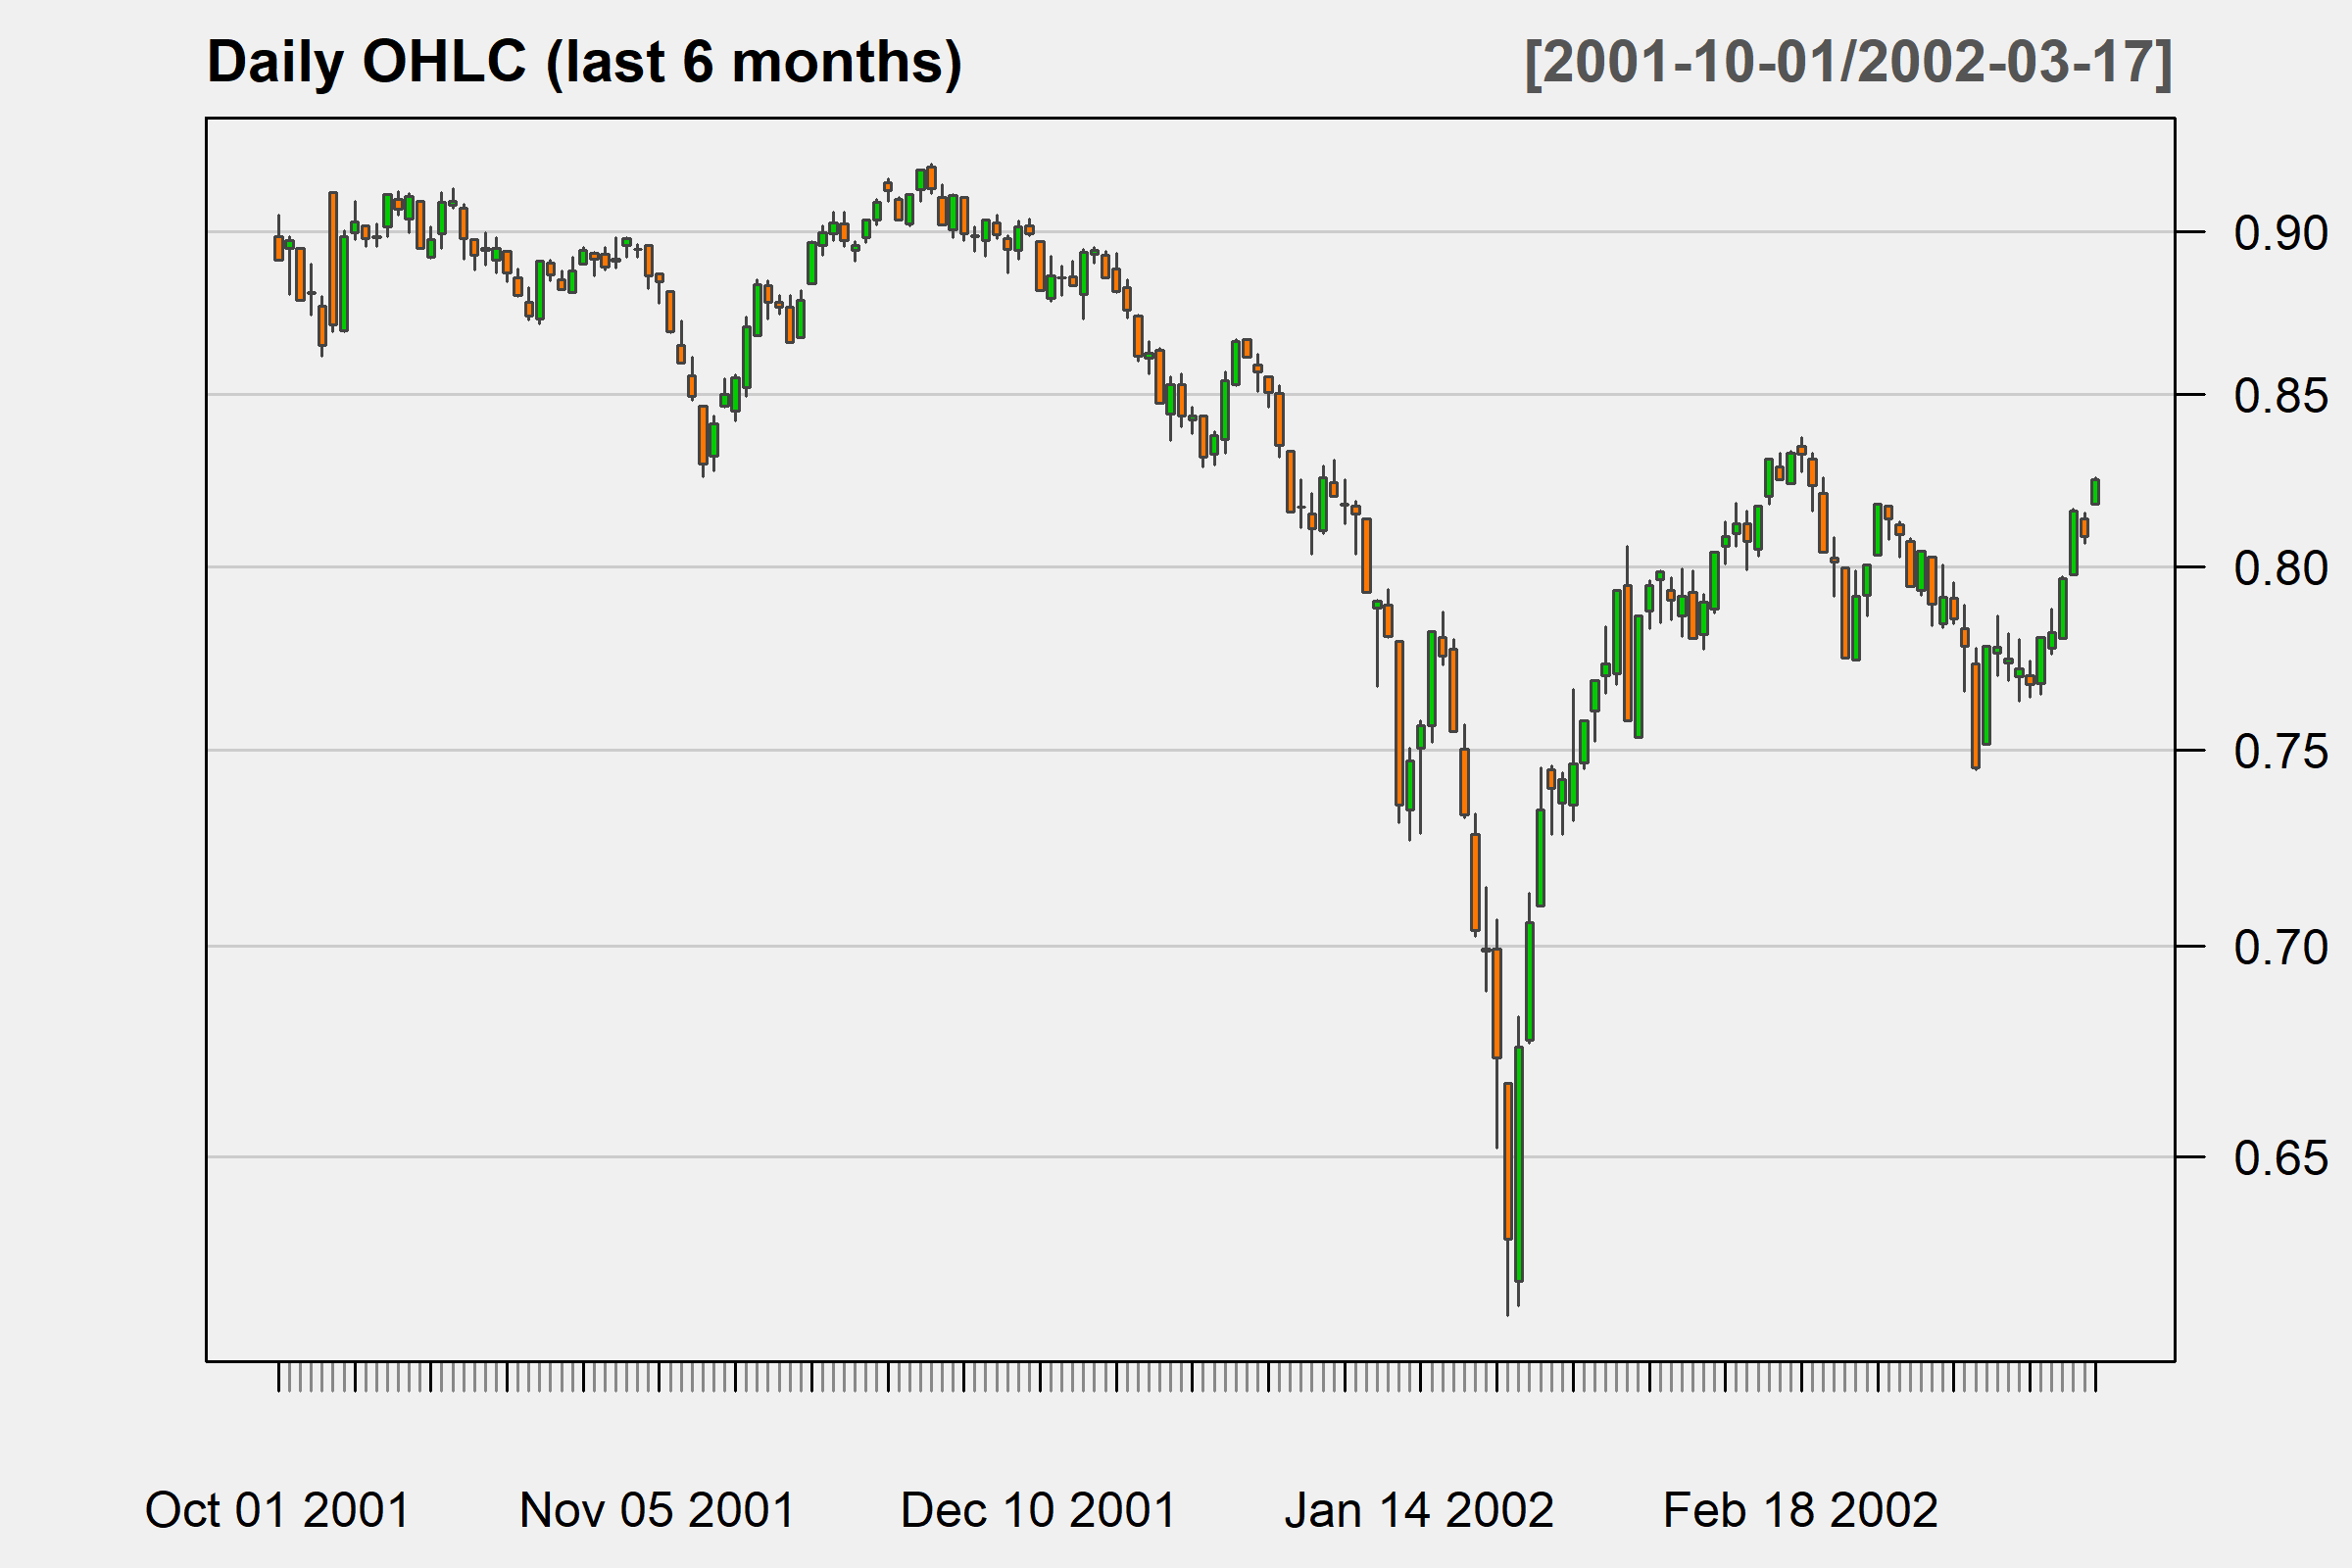 Daily OHLC (last 6 months)
[2001-10-01/2002-03-17]
0.90
0.85
0.80
0.75
0.70
0.65
Oct 01 2001
Nov 05 2001
Dec 10 2001
Jan 14 2002
Feb 18 2002